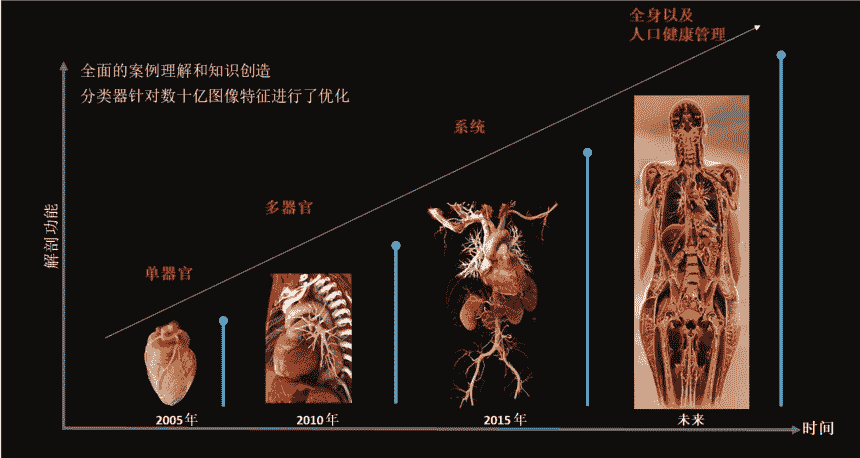 全身以及
人口健康管理
全面的案例理解和知识创造
分类器针对数十亿图像特征进行了优化
系统
多器官
单器官
解剖功能
2005年
2010年
2015年
未来
时间